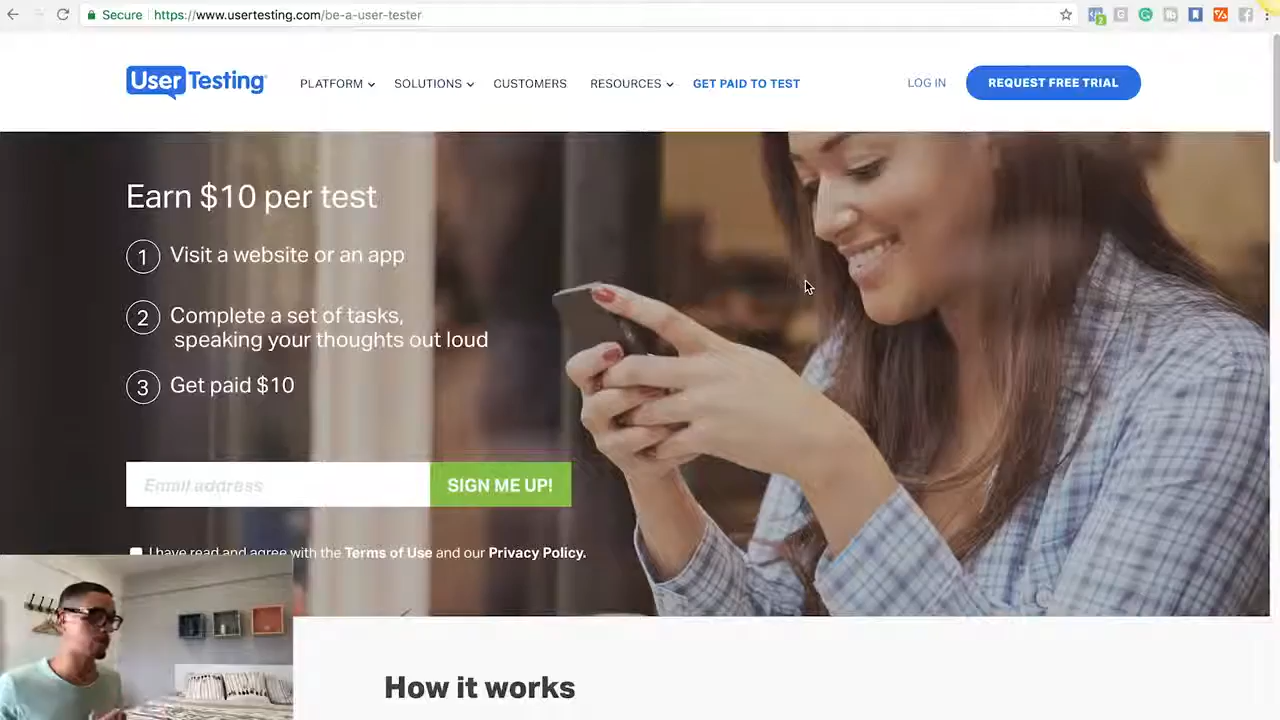 Secure https://www.usertesting.com/be-a-user-tester
2
UserTesting
PLATFORM SOLUTIONS CUSTOMERS RESOURCES GET PAID TO TEST LOG IN REQUEST FREE TRIAL
Earn $10 per test
1 Visit a website or an app
2 Complete a set of tasks,
speaking your thoughts out loud
3 Get paid $10
Email address SIGN ME UP!
I have read and agree with the Terms of Use and our Privacy Policy.
How it works